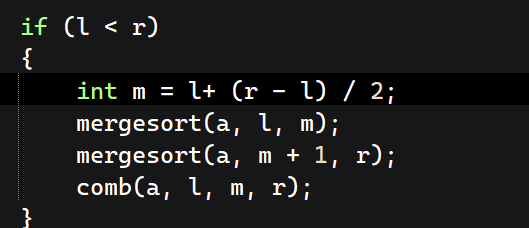 if (l < r)
{
    int m = l+ (r - l) / 2;
    mergesort(a, l, m);
    mergesort(a, m + 1, r);
    comb(a, l, m, r);
}